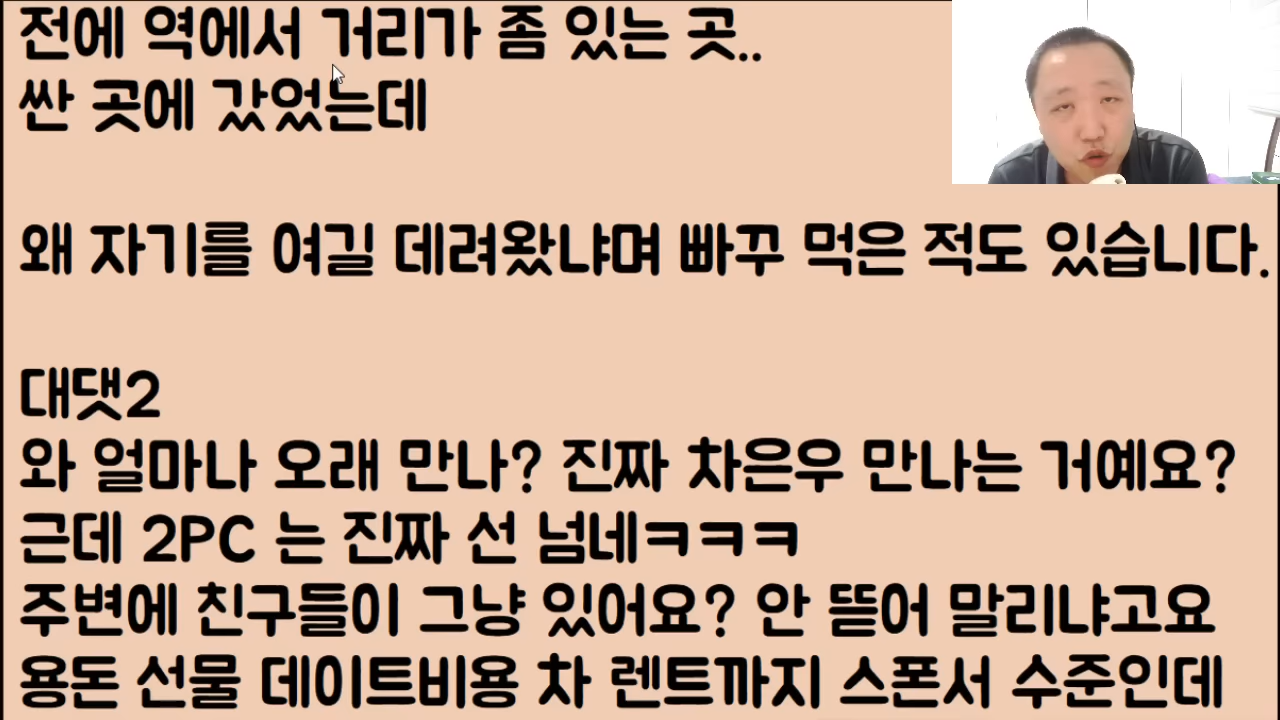 전에 역에서 거리가 좀 있는 곳..
싼 곳에 갔었는데
왜 자기를 여길 데려왔냐며 빠꾸 먹은 적도 있습니다.
대댓2
와 얼마나 오래 만나? 진짜 차은우 만나는 거예요?
근데 2PC 는 진짜 선 넘네ㅋㅋㅋ
주변에 친구들이 그냥 있어요? 안 뜯어 말리냐고요
용돈 선물 데이트비용 차 렌트까지 스폰서 수준인데